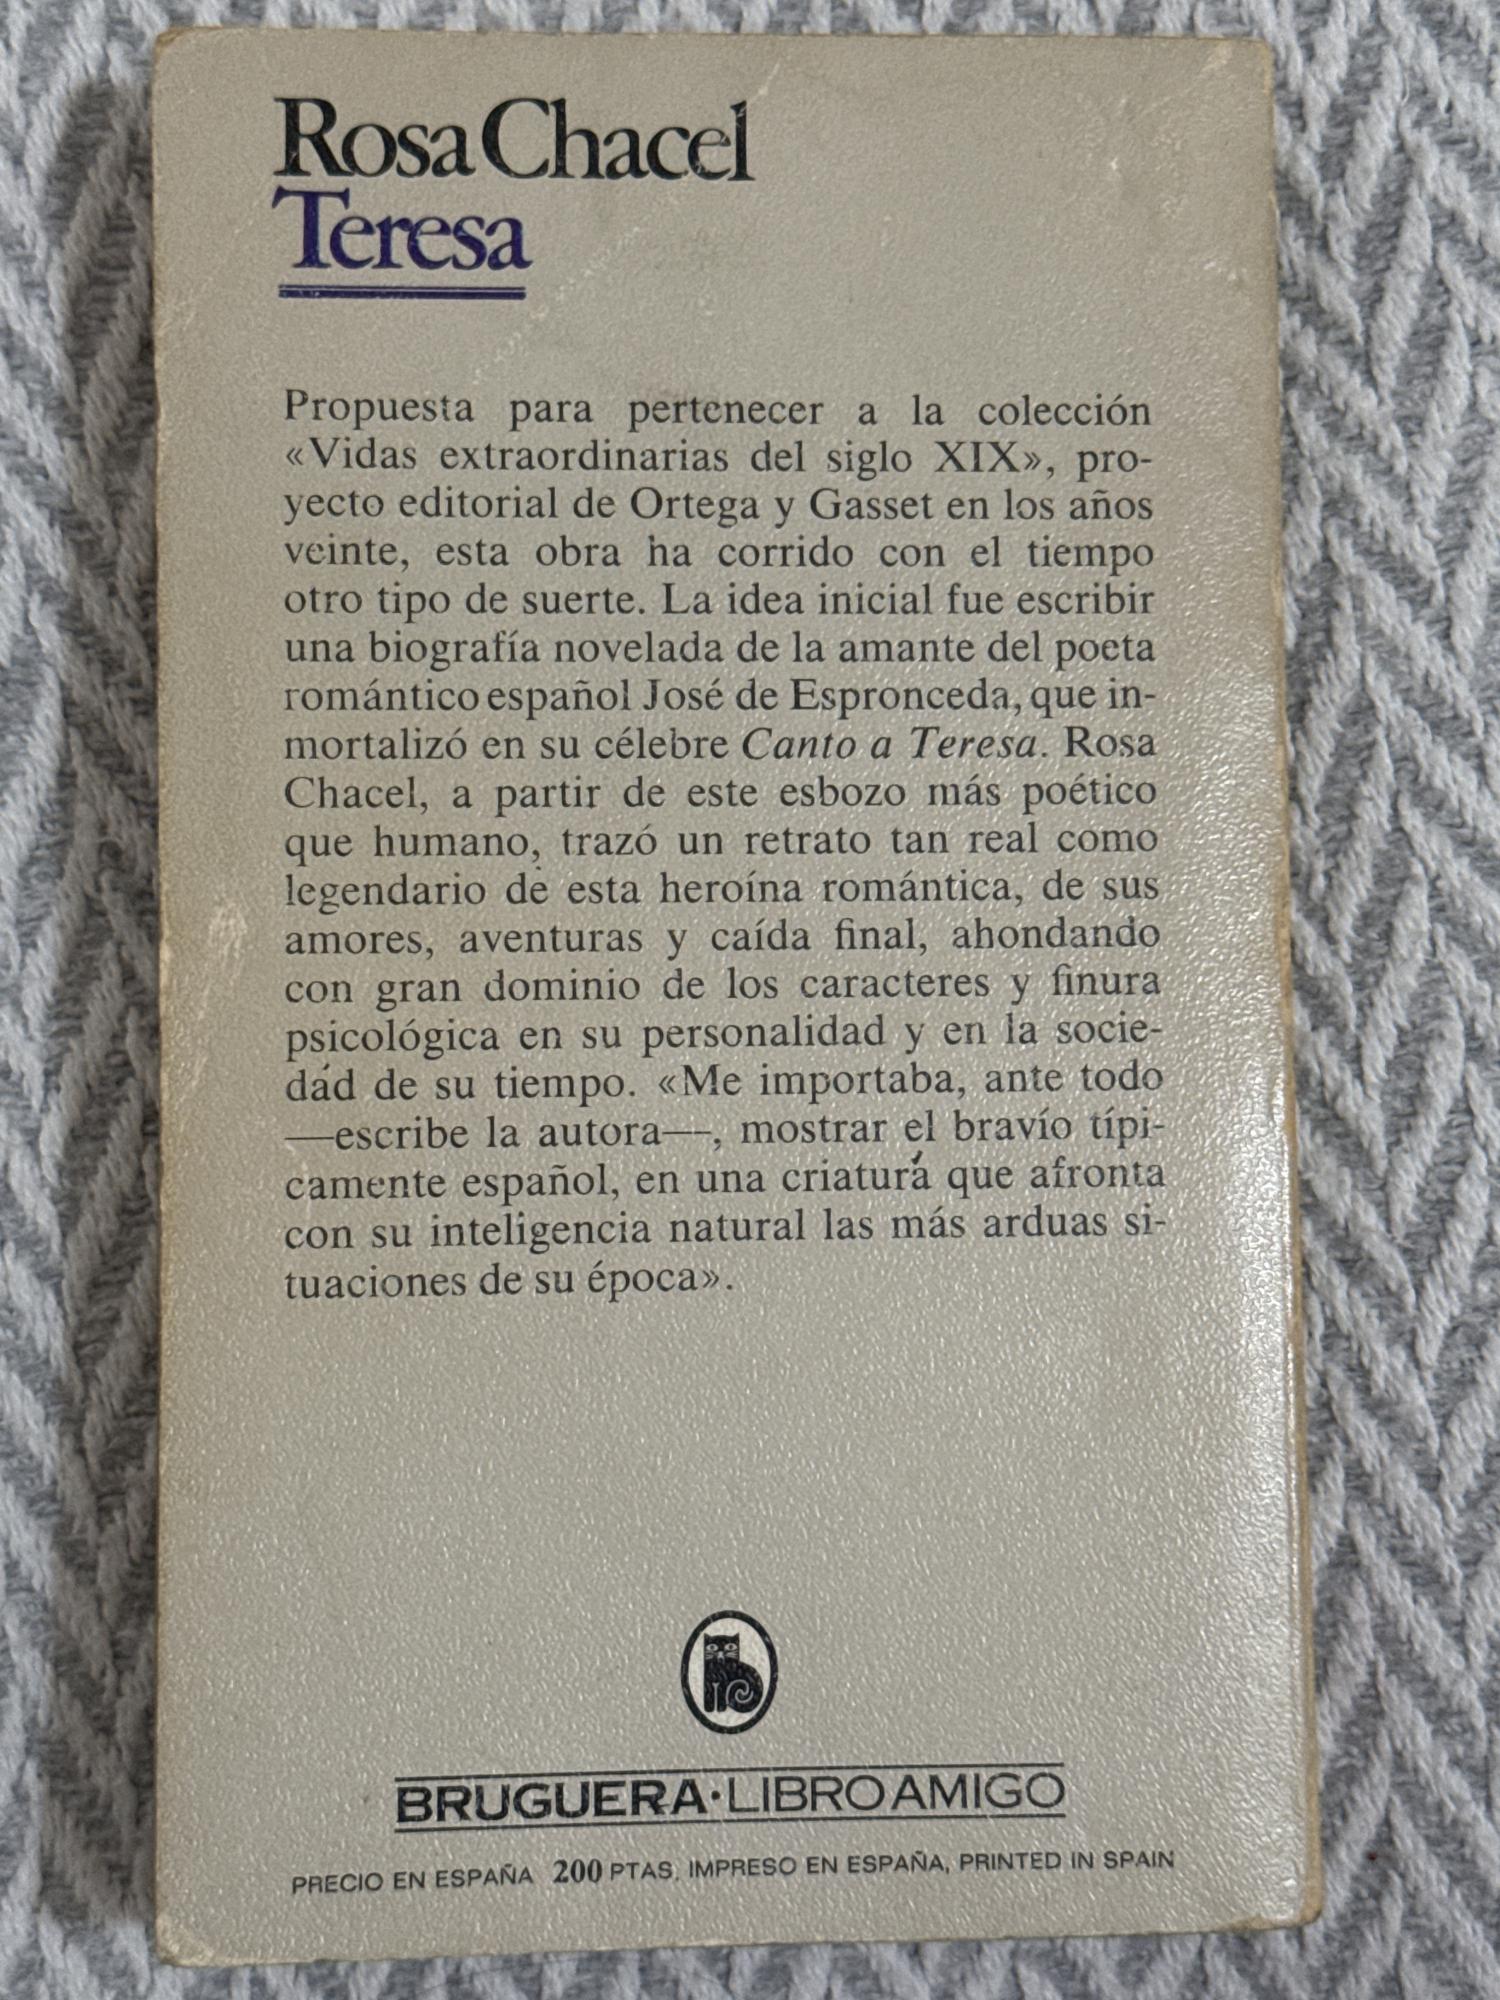 Rosa Chacel
Teresa
Propuesta para pertenecer a la colección
«Vidas extraordinarias del siglo XIX», pro-
yecto editorial de Ortega y Gasset en los años
veinte, esta obra ha corrido con el tiempo
otro tipo de suerte. La idea inicial fue escribir
una biografía novelada de la amante del poeta
romántico español José de Espronceda, que in-
mortalizó en su célebre Canto a Teresa. Rosa
Chacel, a partir de este esbozo más poético
que humano, trazó un retrato tan real como
legendario de esta heroína romántica, de sus
amores, aventuras y caída final, ahondando
con gran dominio de los caracteres y finura
psicológica en su personalidad y en la socie-
dad de su tiempo. «Me importaba, ante todo
—escribe la autora—, mostrar el bravío típi-
camente español, en una criatura que afronta
con su inteligencia natural las más arduas si-
tuaciones de su época».
BRUGUERA·LIBRO AMIGO
PRECIO EN ESPAÑA 200 PTAS. IMPRESO EN ESPAÑA, PRINTED IN SPAIN